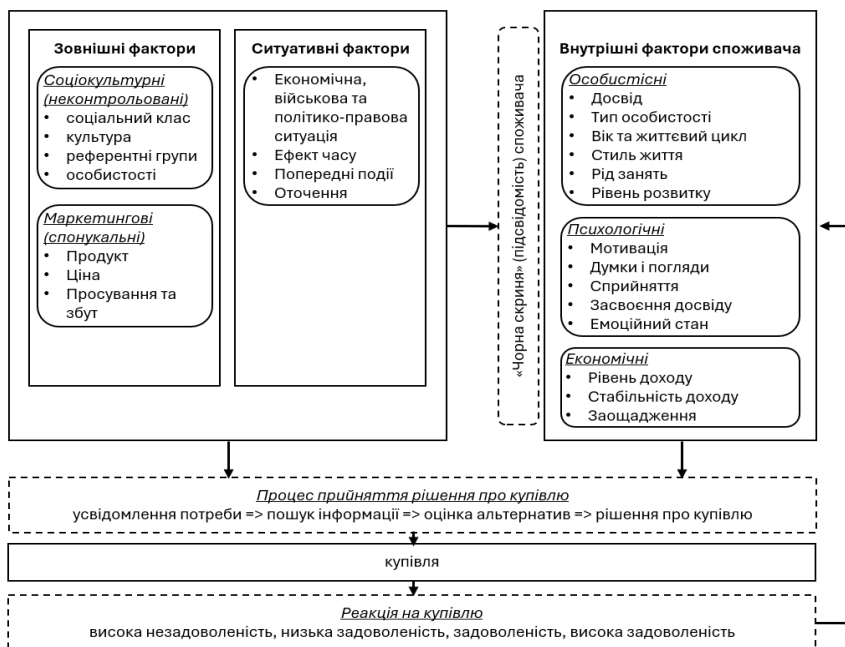 Зовнішні фактори
Соціокультурні
(неконтрольовані)
• соціальний клас
• культура
• референтні групи
• особистості
Маркетингові
(спонукальні)
• Продукт
• Ціна
• Просування та
збут
Ситуативні фактори
• Економічна,
військова та
політико-правова
ситуація
• Ефект часу
• Попередні події
• Оточення
«Чорна скриня» (підсвідомість) споживача
Внутрішні фактори споживача
Особистісні
• Досвід
• Тип особистості
• Вік та життєвий цикл
• Стиль життя
• Рід занять
• Рівень розвитку
Психологічні
• Мотивація
• Думки і погляди
• Сприйняття
• Засвоєння досвіду
• Емоційний стан
Економічні
• Рівень доходу
• Стабільність доходу
• Заощадження
Процес прийняття рішення про купівлю
усвідомлення потреби => пошук інформації => оцінка альтернатив => рішення про купівлю
купівля
Реакція на купівлю
висока незадоволеність, низька задоволеність, задоволеність, висока задоволеність